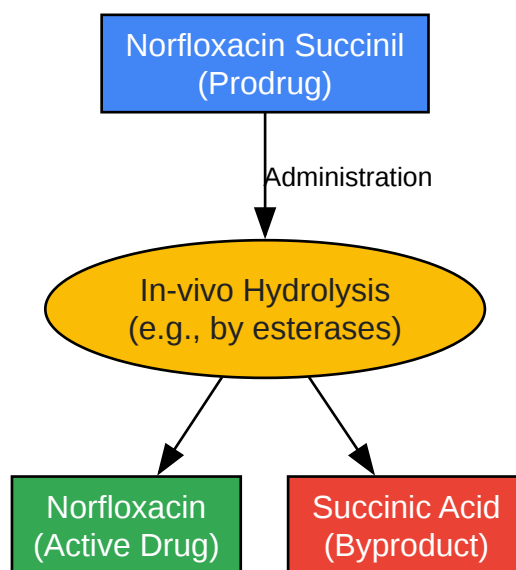 Norfloxacin Succinil
(Prodrug)
Administration
In-vivo Hydrolysis
(e.g., by esterases)
Norfloxacin
(Active Drug)
Succinic Acid
(Byproduct)